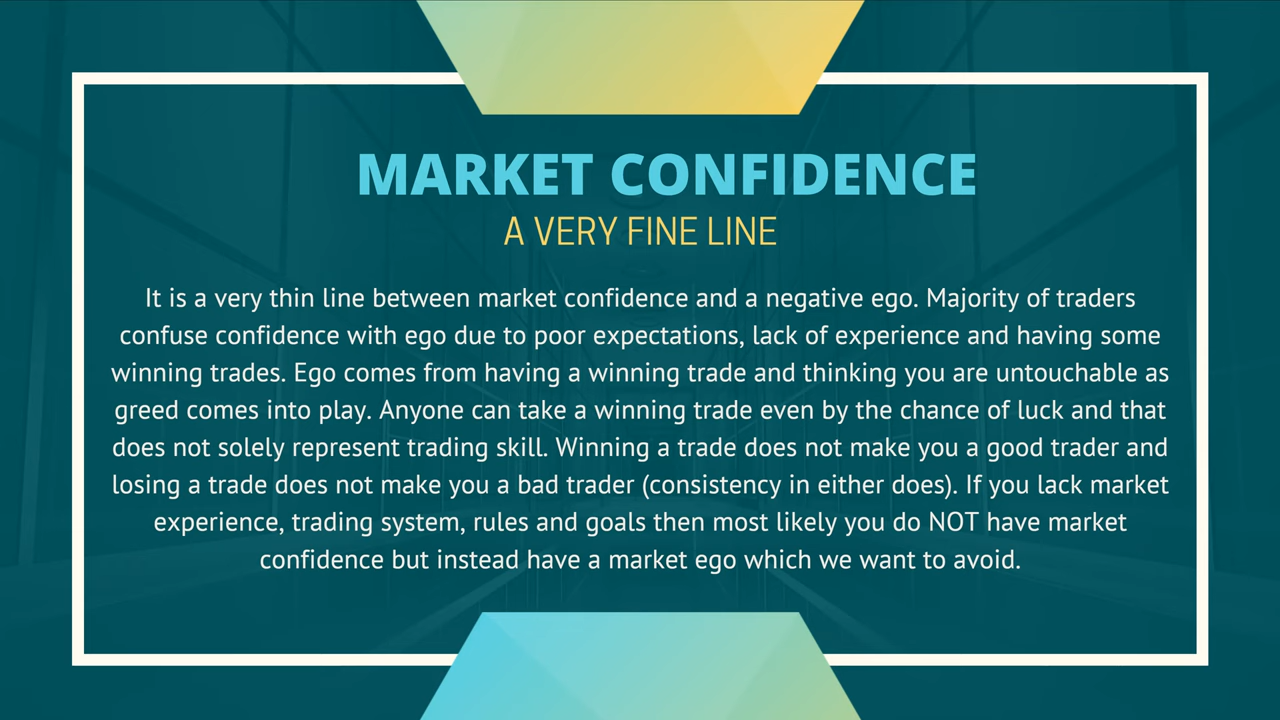 MARKET CONFIDENCE
A VERY FINE LINE
It is a very thin line between market confidence and a negative ego. Majority of traders
confuse confidence with ego due to poor expectations, lack of experience and having some
winning trades. Ego comes from having a winning trade and thinking you are untouchable as
greed comes into play. Anyone can take a winning trade even by the chance of luck and that
does not solely represent trading skill. Winning a trade does not make you a good trader and
losing a trade does not make you a bad trader (consistency in either does). If you lack market
experience, trading system, rules and goals then most likely you do NOT have market
confidence but instead have a market ego which we want to avoid.